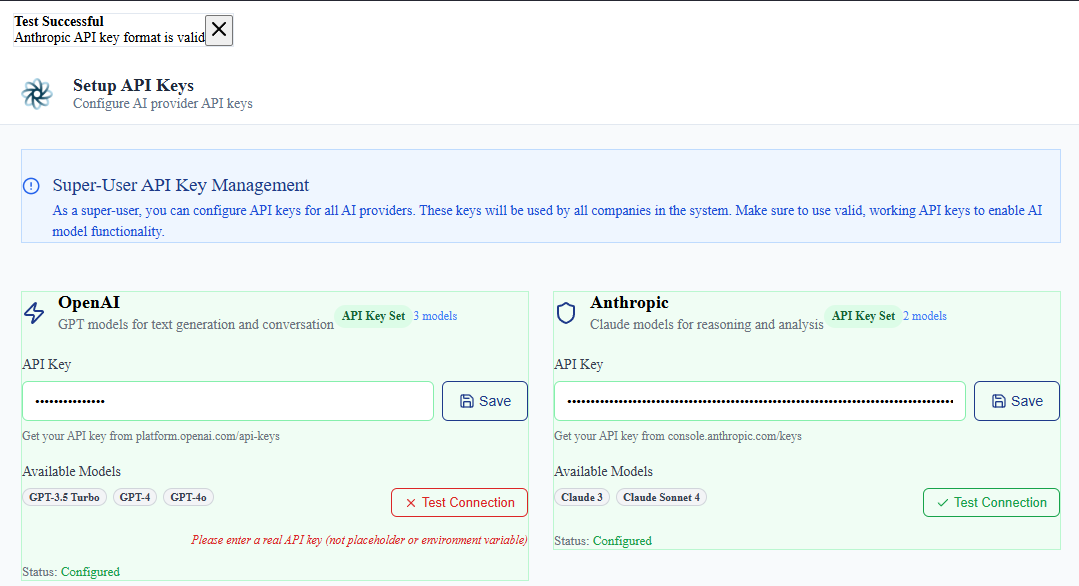 Test Successful
Anthropic API key format is valid
Setup API Keys
Configure AI provider API keys
Super-User API Key Management
As a super-user, you can configure API keys for all AI providers. These keys will be used by all companies in the system. Make sure to use valid, working API keys to enable AI
model functionality.
OpenAI
GPT models for text generation and conversation
API Key Set
3 models
API Key
••••••••••••••
Save
Get your API key from platform.openai.com/api-keys
Available Models
GPT-3.5 Turbo
GPT-4
GPT-4o
Test Connection
Please enter a real API key (not placeholder or environment variable)
Status: Configured
Anthropic
Claude models for reasoning and analysis
API Key Set
2 models
API Key
Save
Get your API key from console.anthropic.com/keys
Available Models
Claude 3
Claude Sonnet 4
Test Connection
Status: Configured